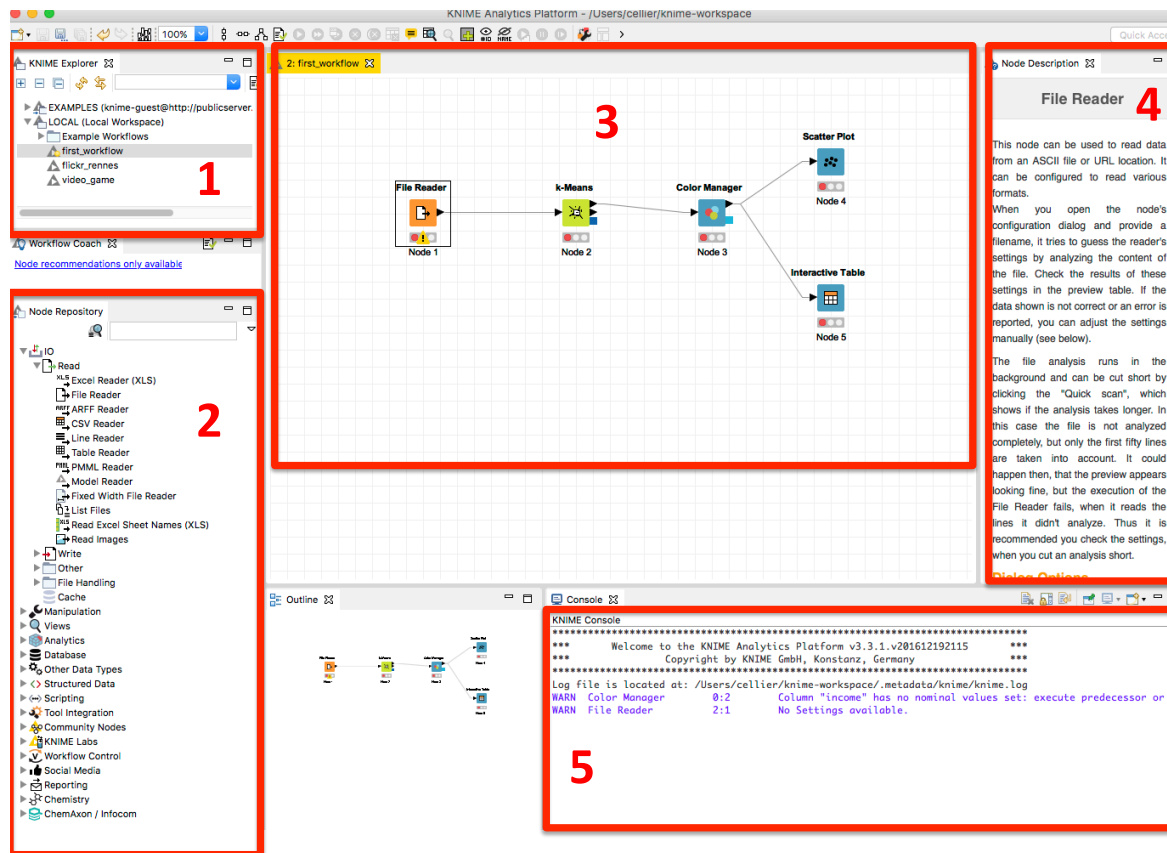 KNIME Analytics Platform - /Users/cellier/knime-workspace
100%
Quick Acce
KNIME Explorer
EXAMPLES (knime-guest@http://publicserver.
LOCAL (Local Workspace)
Example Workflows
first_workflow
flickr_rennes
video_game
1
Workflow Coach
Node recommendations only available
Node Repository
IO
Read
Excel Reader (XLS)
File Reader
ARFF Reader
CSV Reader
Line Reader
Table Reader
PMML Reader
Model Reader
Fixed Width File Reader
List Files
Read Excel Sheet Names (XLS)
Read Images
Write
Other
File Handling
Cache
Manipulation
Views
Analytics
Database
Other Data Types
Structured Data
Scripting
Tool Integration
Community Nodes
KNIME Labs
Workflow Control
Social Media
Reporting
Chemistry
ChemAxon / Infocom
2
2: first_workflow
3
File Reader
Node 1
k-Means
Node 2
Color Manager
Node 3
Scatter Plot
Node 4
Interactive Table
Node 5
Node Description
4
File Reader
This node can be used to read data
from an ASCII file or URL location. It
can be configured to read various
formats.
When you open the node's
configuration dialog and provide a
filename, it tries to guess the reader's
settings by analyzing the content of
the file. Check the results of these
settings in the preview table. If the
data shown is not correct or an error is
reported, you can adjust the settings
manually (see below).
The file analysis runs in the
background and can be cut short by
clicking the "Quick scan", which
shows if the analysis takes longer. In
this case the file is not analyzed
completely, but only the first fifty lines
are taken into account. It could
happen then, that the preview appears
looking fine, but the execution of the
File Reader fails, when it reads the
lines it didn't analyze. Thus it is
recommended you check the settings,
when you cut an analysis short.
Dialog Options
Outline
Console
KNIME Console
***********************************************************************
*** Welcome to the KNIME Analytics Platform v3.3.1.v201612192115 ***
*** Copyright by KNIME GmbH, Konstanz, Germany ***
***********************************************************************
Log file is located at: /Users/cellier/knime-workspace/.metadata/knime/knime.log
WARN Color Manager 0:2 Column "income" has no nominal values set: execute predecessor or
WARN File Reader 2:1 No Settings available.
5